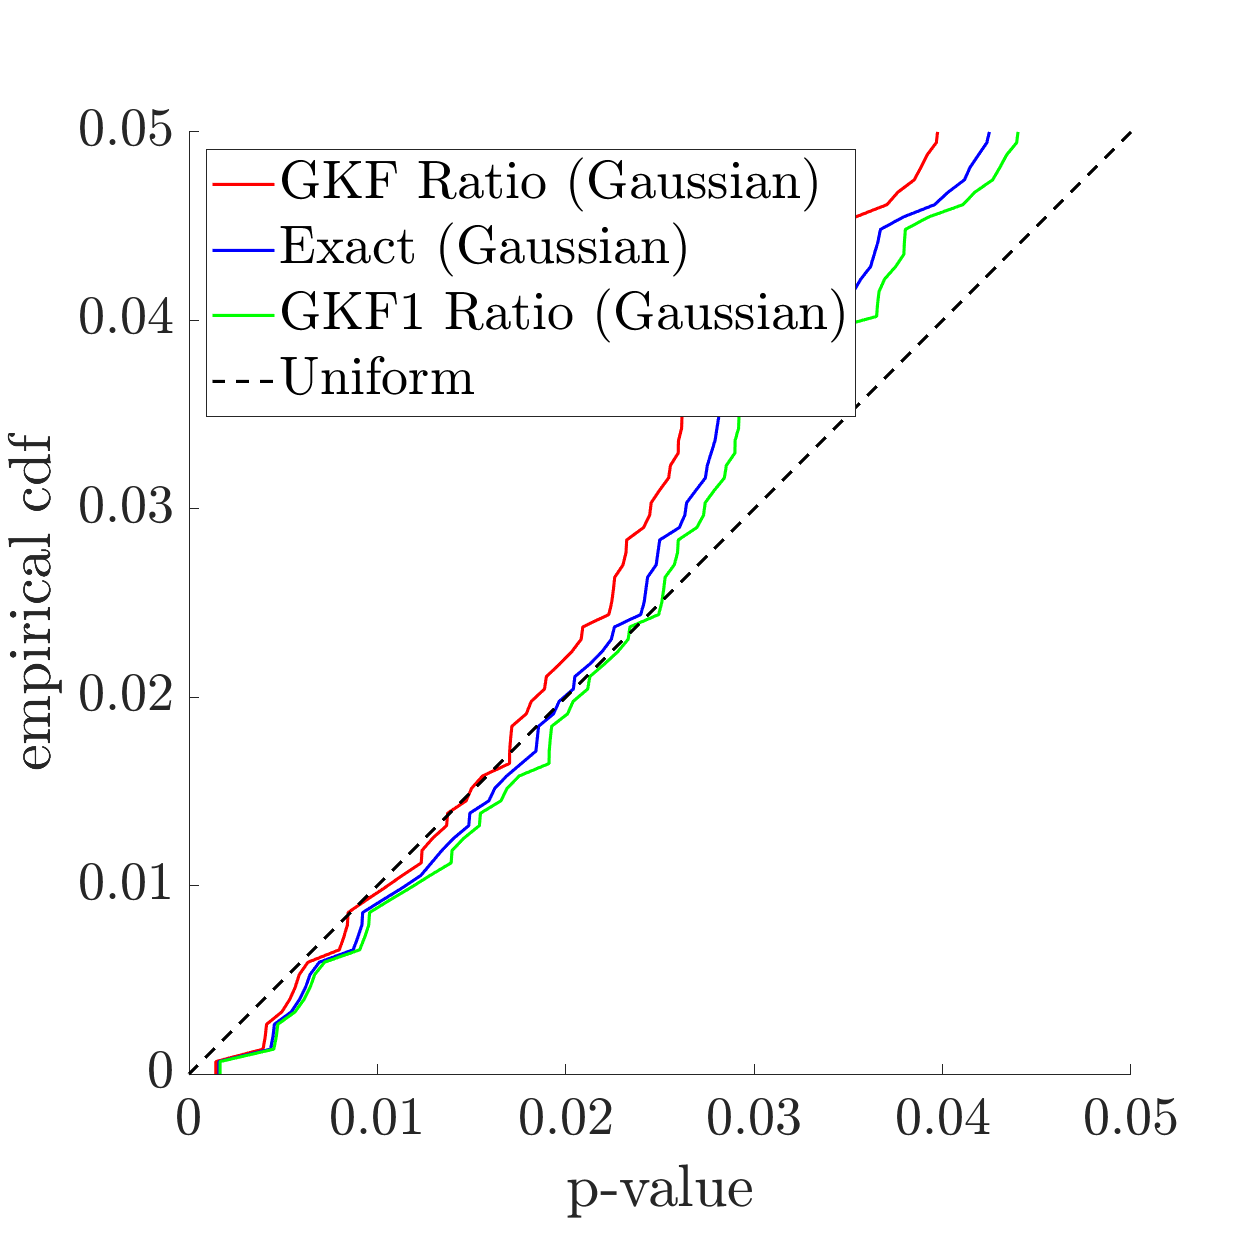 0.05
GKF Ratio (Gaussian)
Exact (Gaussian)
GKF1 Ratio (Gaussian)
Uniform
0.04
0.03
0.02
0.01
0
empirical cdf
0 0.01 0.02 0.03 0.04 0.05
p-value